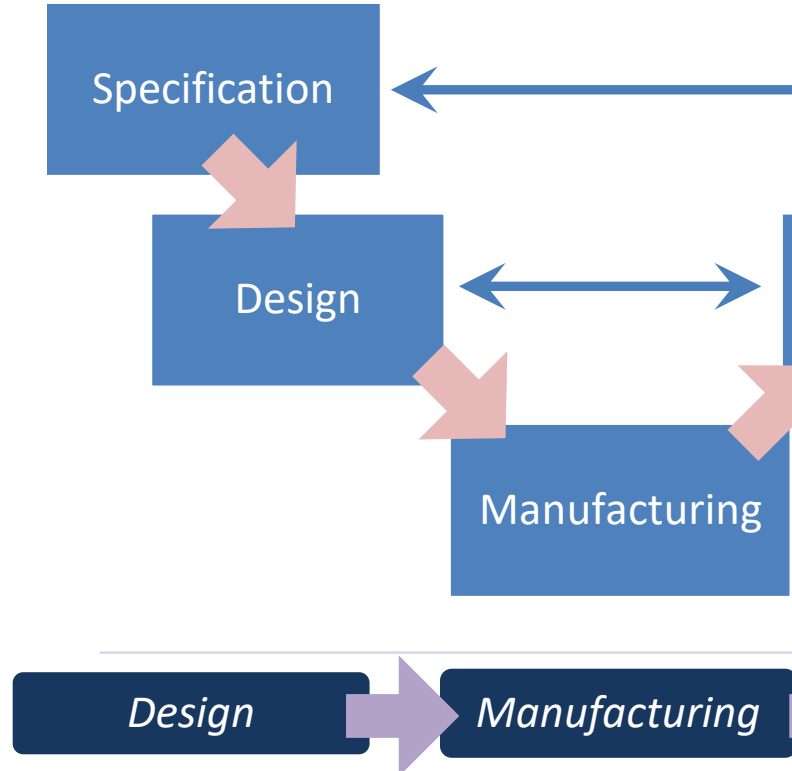 Specification
Design
Manufacturing
Design
Manufacturing